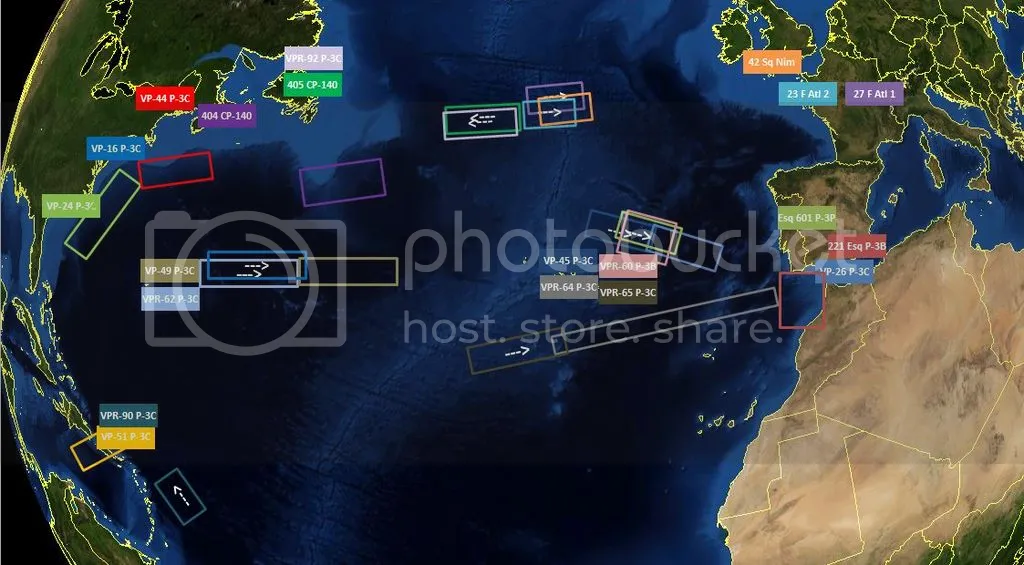 VPR-92 P-3C
42 Sq Nim
405 CP-140
VP-44 P-3C
23 F Atl 2
27 F Atl 1
404 CP-140
VP-16 P-3C
VP-24 P-3C
Esq 601 P-3P
photobucket
221 Esq P-3B
VP-45 P-3C
VPR-60 P-3B
VP-49 P-3C
VP-26 P-3C
VPR-64 P-3C
VPR-65 P-3C
VPR-62 P-3C
host. store. share.
VPR-90 P-3C
VP-51 P-3C